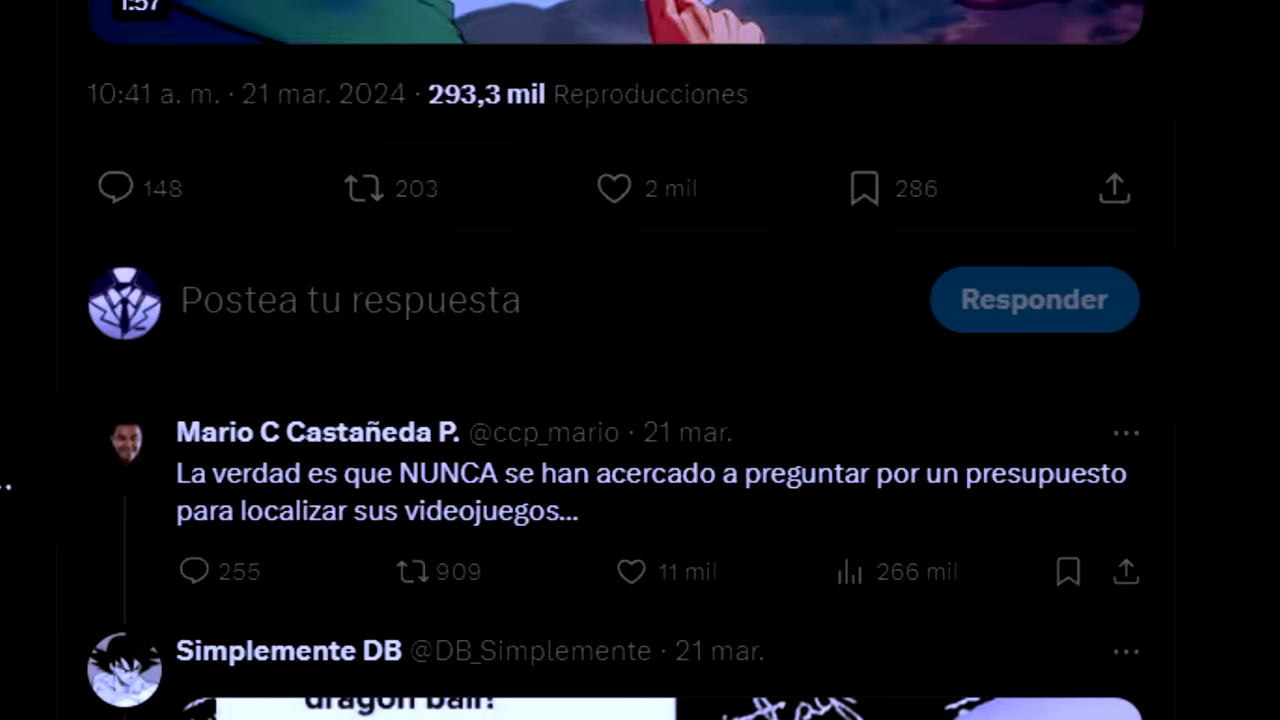 1:57
10:41 a. m. · 21 mar. 2024 · 293,3 mil Reproducciones
148 203 2 mil 286
Postea tu respuesta Responder
Mario C Castañeda P. @ccp_mario · 21 mar.
La verdad es que NUNCA se han acercado a preguntar por un presupuesto
para localizar sus videojuegos...
255 909 11 mil 266 mil
Simplemente DB @DB_Simplemente · 21 mar.
dragon ball?